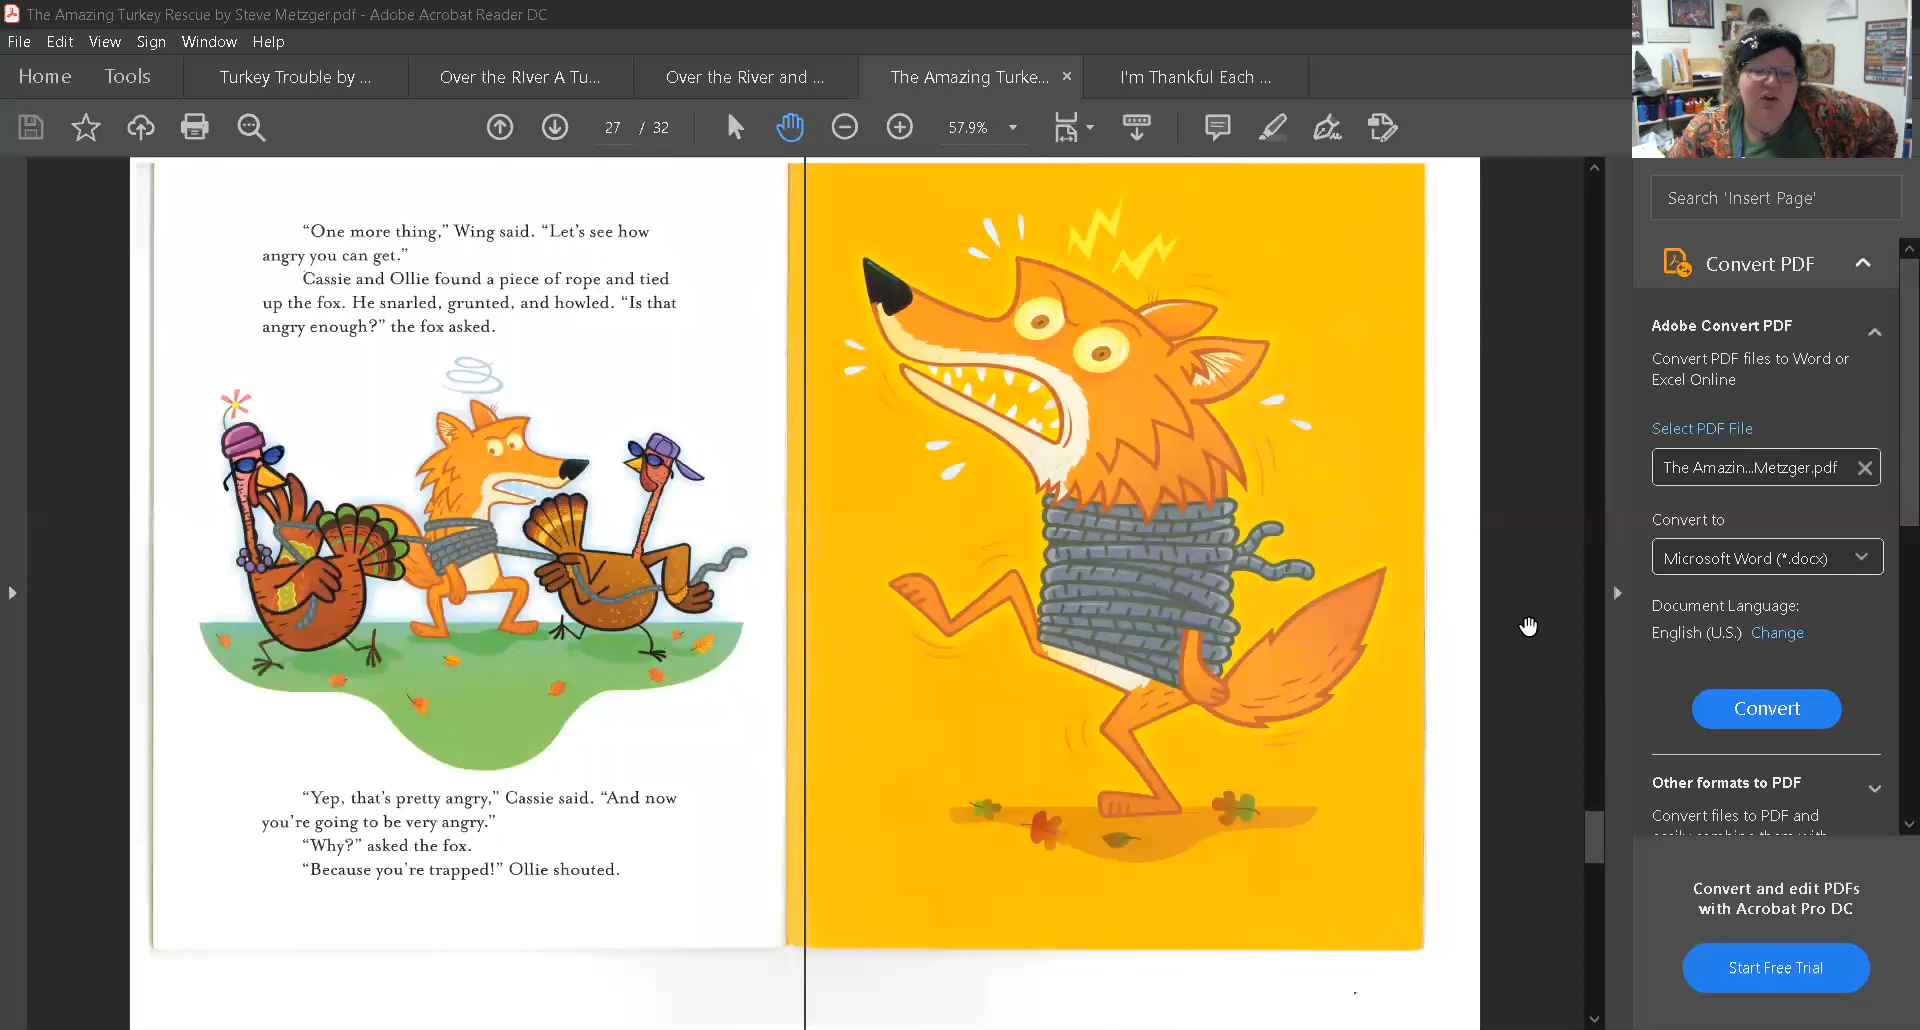 The Amazing Turkey Rescue by Steve Metzger.pdf - Adobe Acrobat Reader DC
File Edit View Sign Window Help
Home Tools Turkey Trouble by ... Over the RIver A Tu... Over the River and ... The Amazing Turke... × I'm Thankful Each ...
27 / 32 57.9%
“One more thing,” Wing said. “Let’s see how
angry you can get.”
Cassie and Ollie found a piece of rope and tied
up the fox. He snarled, grunted, and howled. “Is that
angry enough?” the fox asked.
“Yep, that’s pretty angry,” Cassie said. “And now
you’re going to be very angry.”
“Why?” asked the fox.
“Because you’re trapped!” Ollie shouted.
Search 'Insert Page'
Convert PDF
Adobe Convert PDF
Convert PDF files to Word or
Excel Online
Select PDF File
The Amazin...Metzger.pdf
Convert to
Microsoft Word (*.docx)
Document Language:
English (U.S.) Change
Convert
Other formats to PDF
Convert files to PDF and
easily combine them with
Convert and edit PDFs
with Acrobat Pro DC
Start Free Trial